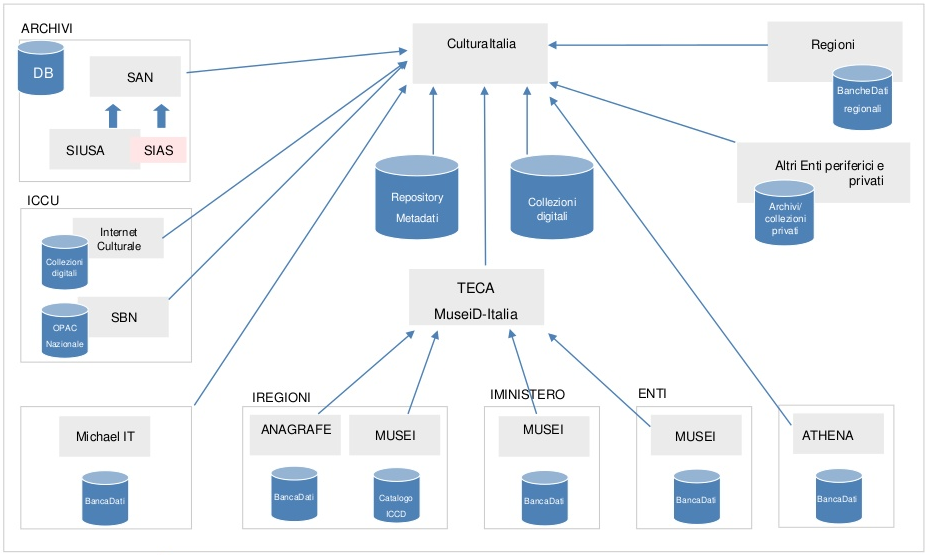 ARCHIVI
DB
SAN
SIUSA
SIAS
CulturaItalia
Regioni
BancheDati
regionali
Altri Enti periferici e
privati
Archivi/
collezioni
privati
Repository
Metadati
Collezioni
digitali
ICCU
Internet
Culturale
Collezioni
digitali
SBN
OPAC
Nazionale
TECA
MuseiD-Italia
Michael IT
BancaDati
IREGIONI
ANAGRAFE
BancaDati
MUSEI
Catalogo
ICCD
IMINISTERO
MUSEI
BancaDati
ENTI
MUSEI
BancaDati
ATHENA
BancaDati